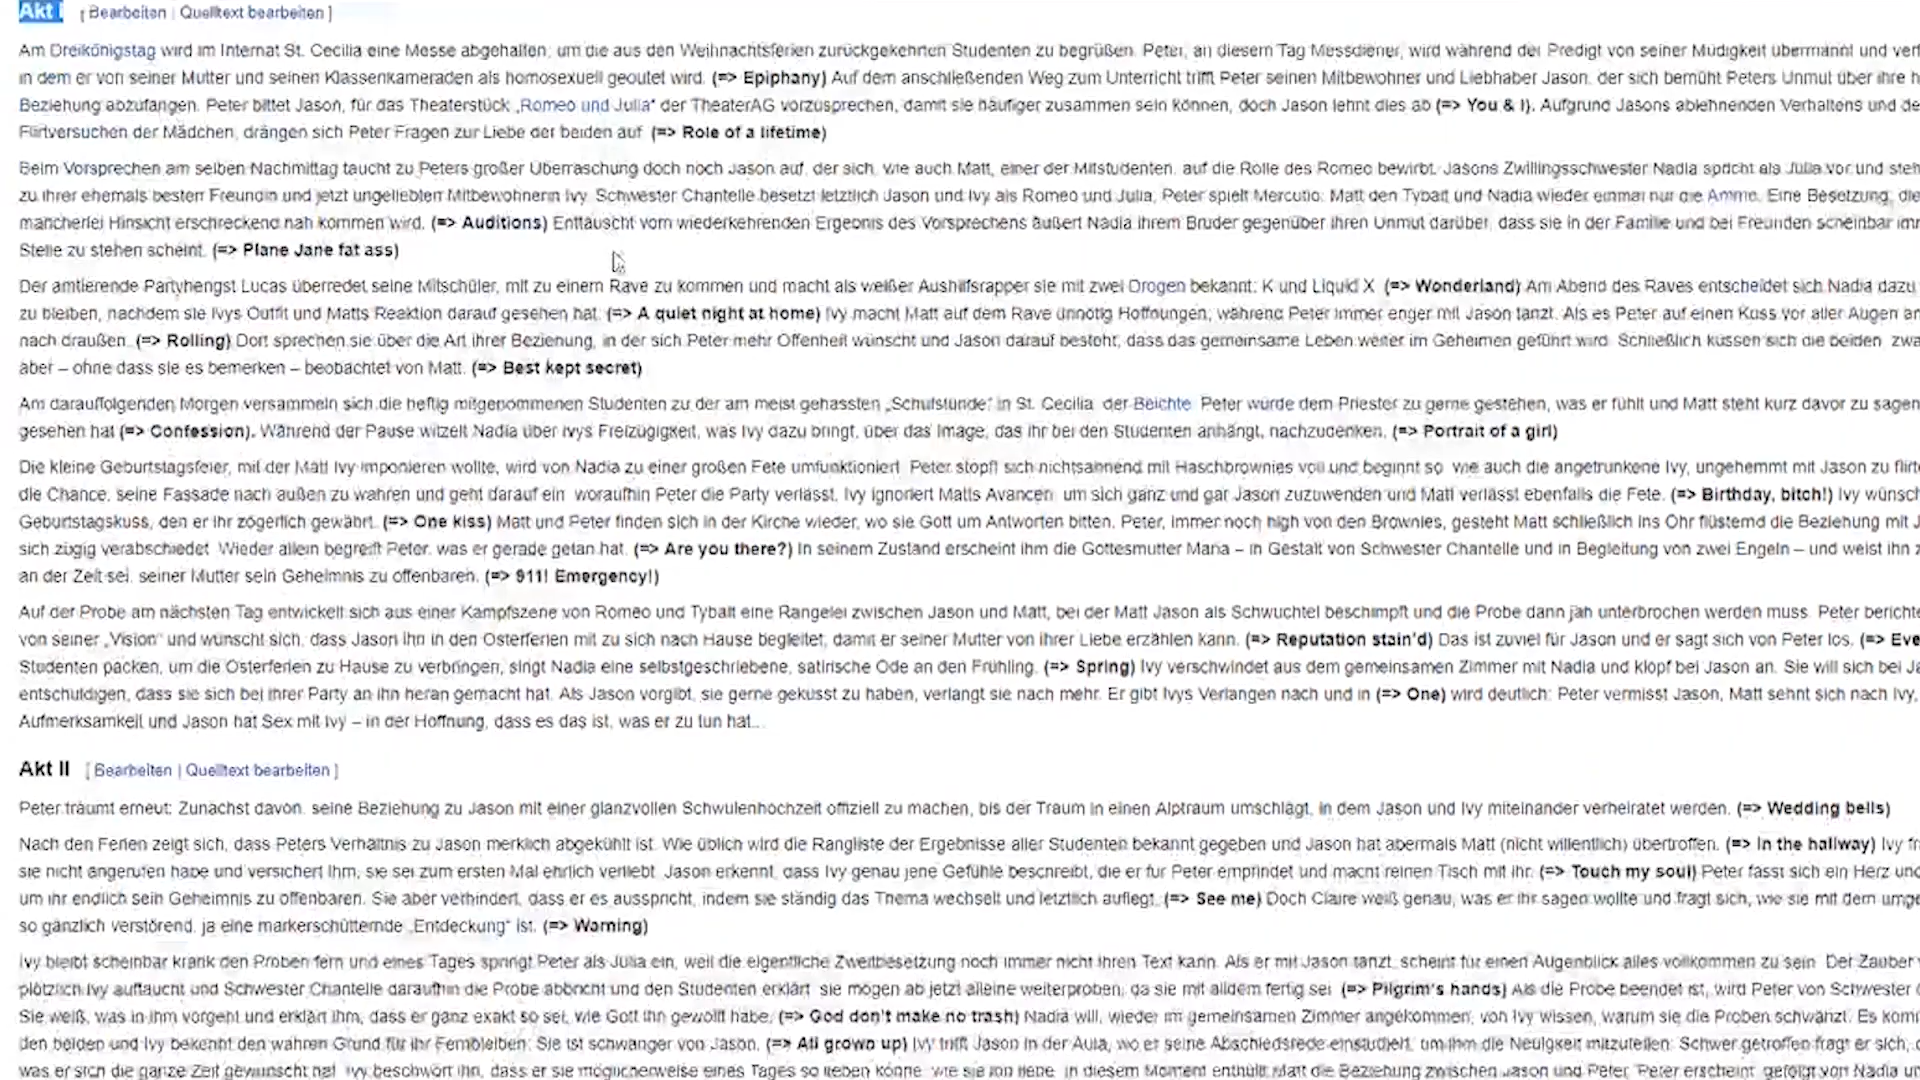 Akt I [ Bearbeiten | Quelltext bearbeiten ]
Am Dreikönigstag wird im Internat St. Cecilia eine Messe abgehalten, um die aus den Weihnachtsferien zurückgekehrten Studenten zu begrüßen. Peter, an diesem Tag Messdiener, wird während der Predigt von seiner Müdigkeit übermannt und
in dem er von seiner Mutter und seinen Klassenkameraden als homosexuell geoutet wird. (=> Epiphany) Auf dem anschließenden Weg zum Unterricht trifft Peter seinen Mitbewohner und Liebhaber Jason, der sich bemüht Peters Unmut über ihre
Beziehung abzufangen. Peter bittet Jason, für das Theaterstück „Romeo und Julia“ der TheaterAG vorzusprechen, damit sie häufiger zusammen sein können, doch Jason lehnt dies ab (=> You & I). Aufgrund Jasons ablehnenden Verhaltens und
Flirtversuchen der Mädchen, drängen sich Peter Fragen zur Liebe der beiden auf. (=> Role of a lifetime)
Beim Vorsprechen am selben Nachmittag taucht zu Peters großer Überraschung doch noch Jason auf, der sich, wie auch Matt, einer der Mitstudenten, auf die Rolle des Romeo bewirbt. Jasons Zwillingsschwester Nadia spricht als Julia vor und
zu ihrer ehemals besten Freundin und jetzt ungeliebten Mitbewohnerin Ivy. Schwester Chantelle besetzt letztlich Jason und Ivy als Romeo und Julia, Peter spielt Mercutio, Matt den Tybalt und Nadia wieder einmal nur die Amme. Eine Besetzung, die
mancherlei Hinsicht erschreckend nah kommen wird. (=> Auditions) Enttäuscht vom wiederkehrenden Ergebnis des Vorsprechens äußert Nadia ihrem Bruder gegenüber ihren Unmut darüber, dass sie in der Familie und bei Freunden scheinbar
Stelle zu stehen scheint. (=> Plane Jane fat ass)
Der amtierende Partyhengst Lucas überredet seine Mitschüler, mit zu einem Rave zu kommen und macht als weißer Aushilfsrapper sie mit zwei Drogen bekannt: K und Liquid X. (=> Wonderland) Am Abend des Raves entscheidet sich Nadia dazu
zu bleiben, nachdem sie Ivys Outfit und Matts Reaktion darauf gesehen hat. (=> A quiet night at home) Ivy macht Matt auf dem Rave unnötig Hoffnungen, während Peter immer enger mit Jason tanzt. Als es Peter auf einen Kuss vor aller Augen
nach draußen. (=> Rolling) Dort sprechen sie über die Art ihrer Beziehung, in der sich Peter mehr Offenheit wünscht und Jason darauf besteht, dass das gemeinsame Leben weiter im Geheimen geführt wird. Schließlich küssen sich die beiden
aber – ohne dass sie es bemerken – beobachtet von Matt. (=> Best kept secret)
Am darauffolgenden Morgen versammeln sich die heftig mitgenommenen Studenten zu der am meist gehassten „Schulstunde“ in St. Cecilia: der Beichte. Peter würde dem Priester zu gerne gestehen, was er fühlt und Matt steht kurz davor zu sagen
gesehen hat (=> Confession). Während der Pause witzelt Nadia über Ivys Freizügigkeit, was Ivy dazu bringt, über das Image, das ihr bei den Studenten anhängt, nachzudenken. (=> Portrait of a girl)
Die kleine Geburtstagsfeier, mit der Matt Ivy imponieren wollte, wird von Nadia zu einer großen Fete umfunktioniert. Peter stopft sich nichtsahnend mit Haschbrownies voll und beginnt so, wie auch die angetrunkene Ivy, ungehemmt mit Jason zu
die Chance, seine Fassade nach außen zu wahren und geht darauf ein, woraufhin Peter die Party verlässt. Ivy ignoriert Matts Avancen, um sich ganz und gar Jason zuzuwenden und Matt verlässt ebenfalls die Fete. (=> Birthday, bitch!) Ivy
Geburtstagskuss, den er ihr zögerlich gewährt. (=> One kiss) Matt und Peter finden sich in der Kirche wieder, wo sie Gott um Antworten bitten. Peter, immer noch high von den Brownies, gesteht Matt schließlich ins Ohr flüsternd die Beziehung mit
sich zügig verabschiedet. Wieder allein begreift Peter, was er gerade getan hat. (=> Are you there?) In seinem Zustand erscheint ihm die Gottesmutter Maria – in Gestalt von Schwester Chantelle und in Begleitung von zwei Engeln – und weist ihn
an der Zeit sei, seiner Mutter sein Geheimnis zu offenbaren. (=> 911! Emergency!)
Auf der Probe am nächsten Tag entwickelt sich aus einer Kampfszene von Romeo und Tybalt eine Rangelei zwischen Jason und Matt, bei der Matt Jason als Schwuchtel beschimpft und die Probe dann jäh unterbrochen werden muss. Peter
von seiner „Vision“ und wünscht sich, dass Jason ihn in den Osterferien mit zu sich nach Hause begleitet, damit er seiner Mutter von ihrer Liebe erzählen kann. (=> Reputation stain'd) Das ist zuviel für Jason und er sagt sich von Peter los. (=>
Studenten packen, um die Osterferien zu Hause zu verbringen, singt Nadia eine selbstgeschriebene, satirische Ode an den Frühling. (=> Spring) Ivy verschwindet aus dem gemeinsamen Zimmer mit Nadia und klopf bei Jason an. Sie will sich bei
entschuldigen, dass sie sich bei ihrer Party an ihn heran gemacht hat. Als Jason vorgibt, sie gerne geküsst zu haben, verlangt sie nach mehr. Er gibt Ivys Verlangen nach und in (=> One) wird deutlich: Peter vermisst Jason, Matt sehnt sich nach Ivy,
Aufmerksamkeit und Jason hat Sex mit Ivy – in der Hoffnung, dass es das ist, was er zu tun hat...
Akt II [ Bearbeiten | Quelltext bearbeiten ]
Peter träumt erneut: Zunächst davon, seine Beziehung zu Jason mit einer glanzvollen Schwulenhochzeit offiziell zu machen, bis der Traum in einen Alptraum umschlägt, in dem Jason und Ivy miteinander verheiratet werden. (=> Wedding bells)
Nach den Ferien zeigt sich, dass Peters Verhältnis zu Jason merklich abgekühlt ist. Wie üblich wird die Rangliste der Ergebnisse aller Studenten bekannt gegeben und Jason hat abermals Matt (nicht willentlich) übertroffen. (=> In the hallway) Ivy
sie nicht angerufen habe und versichert ihm, sie sei zum ersten Mal ehrlich verliebt. Jason erkennt, dass Ivy genau jene Gefühle beschreibt, die er für Peter empfindet und macht reinen Tisch mit ihr. (=> Touch my soul) Peter fasst sich ein Herz
um ihr endlich sein Geheimnis zu offenbaren. Sie aber verhindert, dass er es ausspricht, indem sie ständig das Thema wechselt und letztlich auflegt. (=> See me) Doch Claire weiß genau, was er ihr sagen wollte und fragt sich, wie sie mit dem
so gänzlich verstörend, ja eine markerschütternde „Entdeckung“ ist. (=> Warning)
Ivy bleibt scheinbar krank den Proben fern und eines Tages springt Peter als Julia ein, weil die eigentliche Zweitbesetzung noch immer nicht ihren Text kann. Als er mit Jason tanzt, scheint für einen Augenblick alles vollkommen zu sein. Der Zauber
plötzlich Ivy auftaucht und Schwester Chantelle daraufhin die Probe abbricht und den Studenten erklärt, sie mögen ab jetzt alleine weiterproben, da sie mit alldem fertig sei. (=> Pilgrim's hands) Als die Probe beendet ist, wird Peter von Schwester
Sie weiß, was in ihm vorgeht und erklärt ihm, dass er ganz exakt so sei, wie Gott ihn gewollt habe. (=> God don't make no trash) Nadia will, wieder im gemeinsamen Zimmer angekommen, von Ivy wissen, warum sie die Proben schwänzt. Es
den beiden und Ivy bekennt den wahren Grund für ihr Fernbleiben: Sie ist schwanger von Jason. (=> All grown up) Ivy trifft Jason in der Aula, wo er seine Abschiedsrede einstudiert, um ihm die Neuigkeit mitzuteilen. Schwer getroffen fragt er sich,
was er sich die ganze Zeit gewünscht hat. Ivy beschwört ihn, dass er sie möglicherweise eines Tages so lieben könne, wie sie ihn liebe. In diesem Moment enthüllt Matt die Beziehung zwischen Jason und Peter. Peter erscheint, gefolgt von Nadia